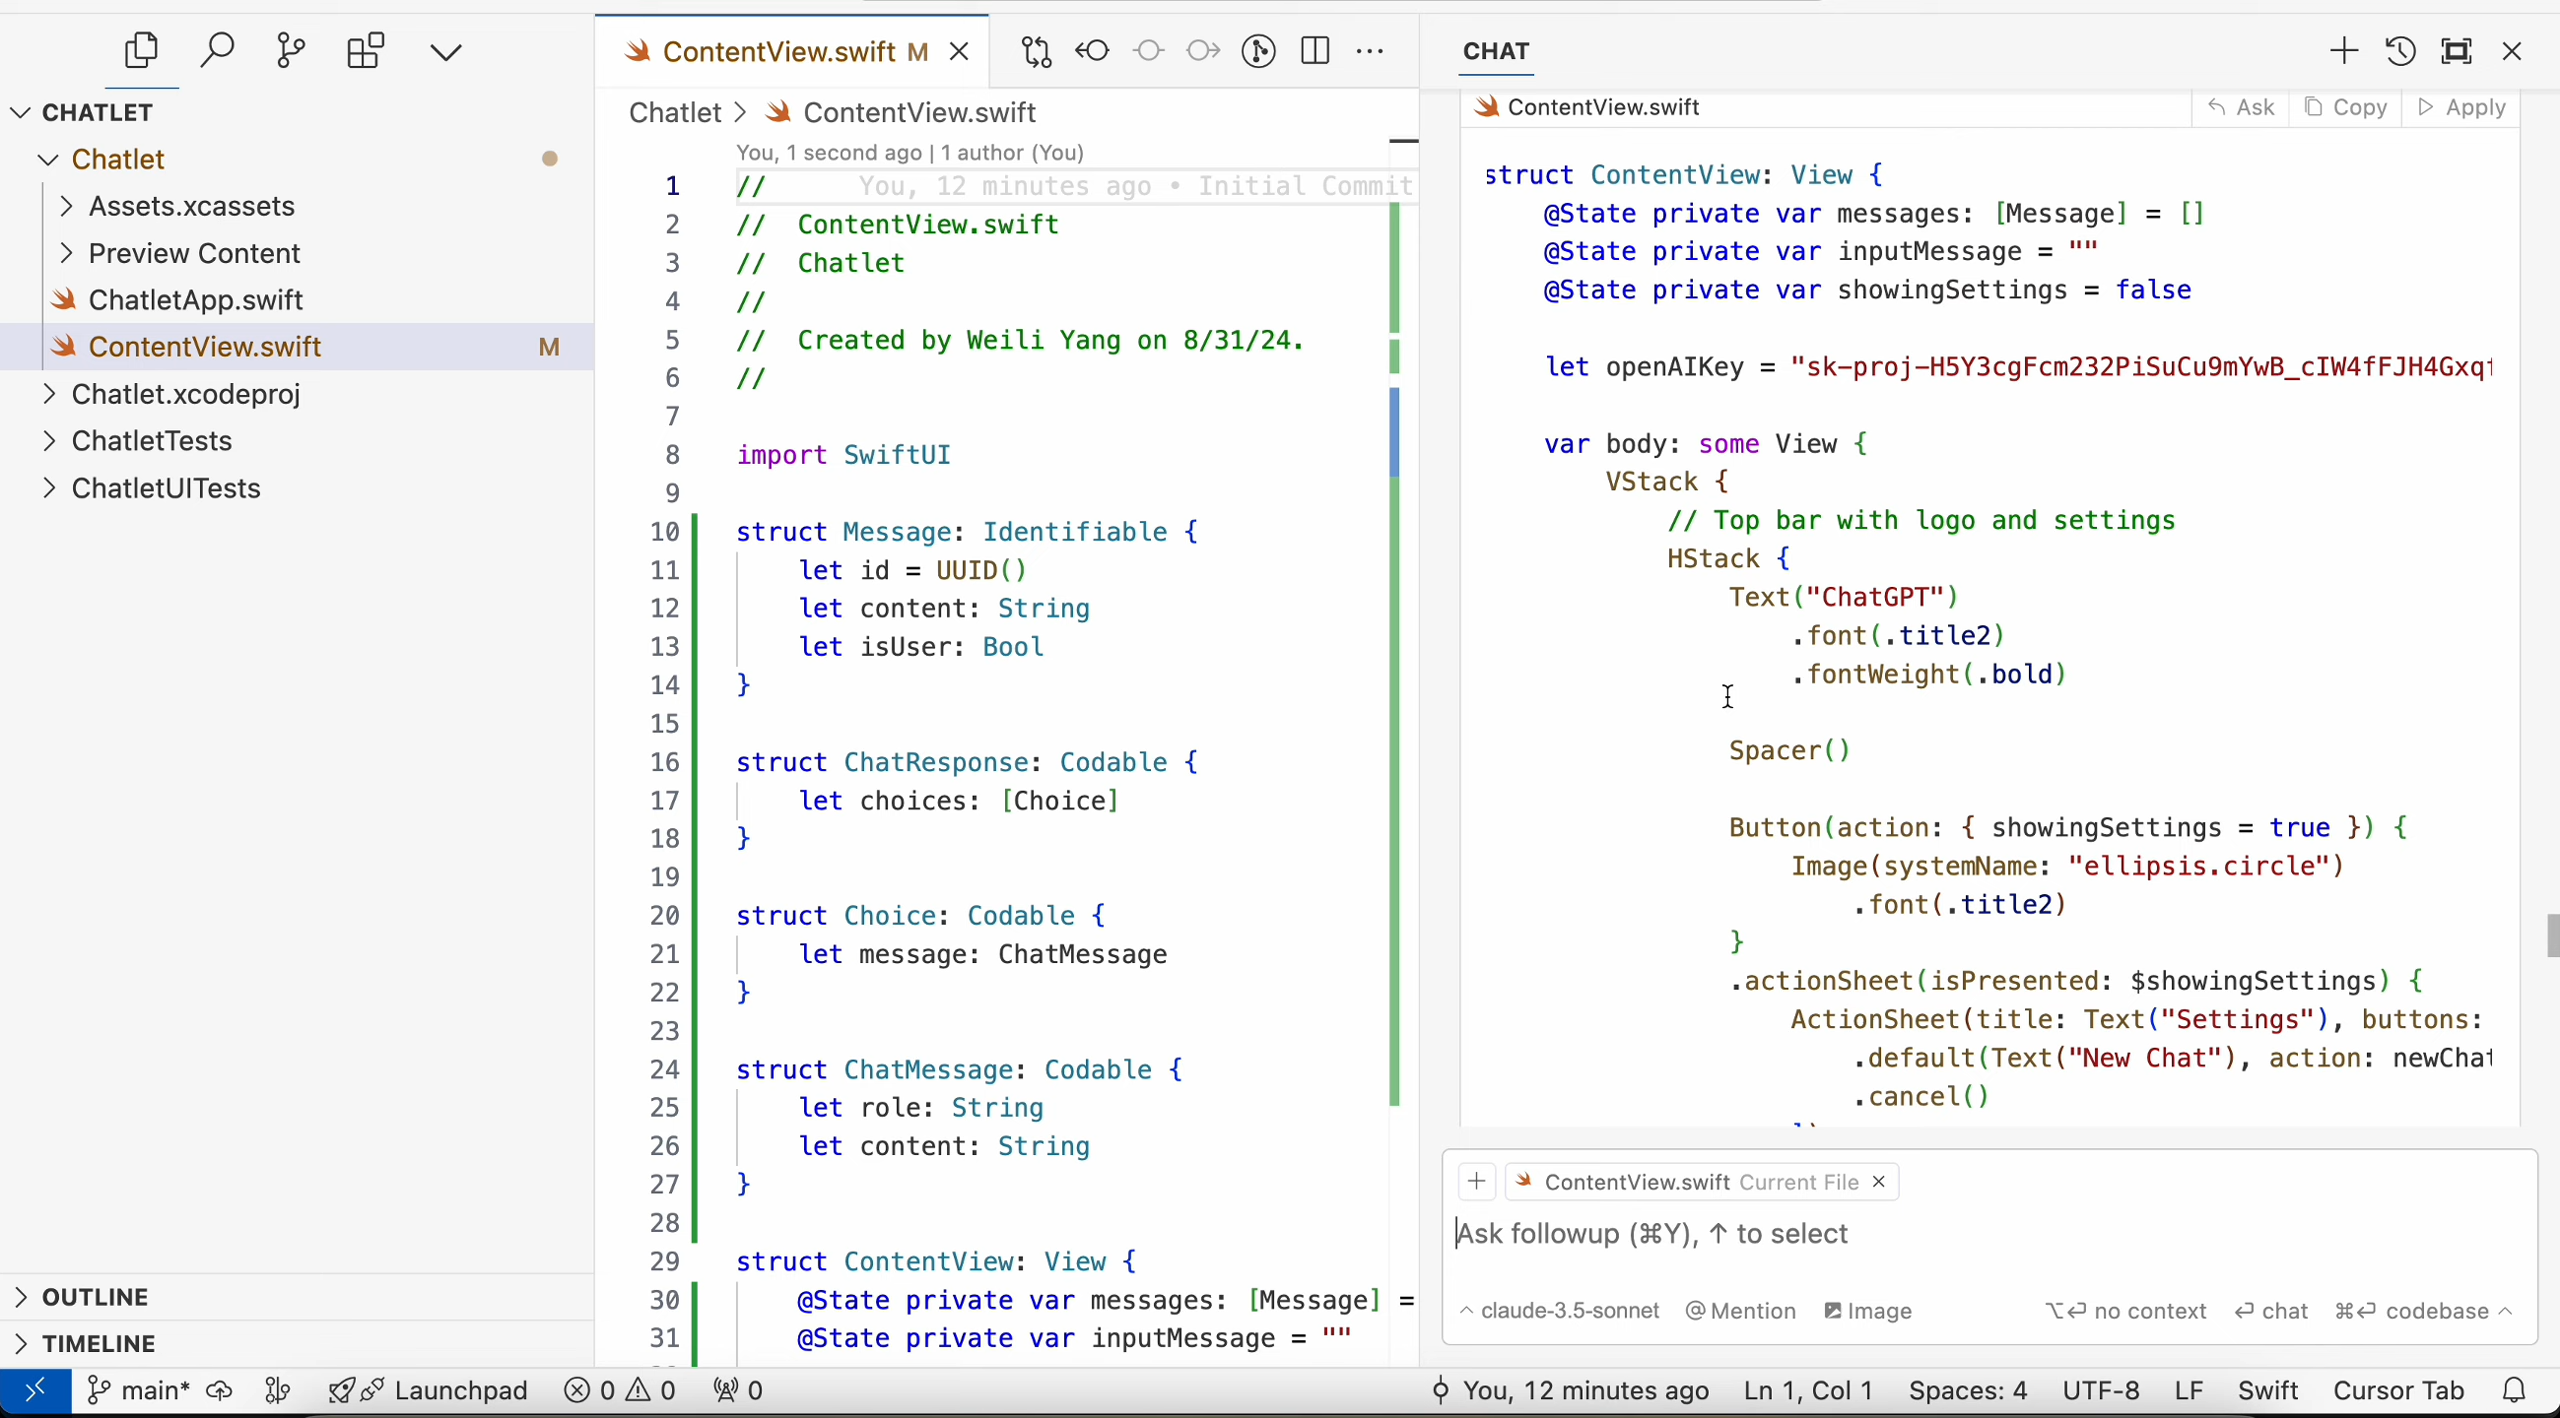 CHATLET
Chatlet
Assets.xcassets
Preview Content
ChatletApp.swift
ContentView.swift M
Chatlet.xcodeproj
ChatletTests
ChatletUITests
OUTLINE
TIMELINE
ContentView.swift M
Chatlet > ContentView.swift
You, 1 second ago | 1 author (You)
1 // You, 12 minutes ago • Initial Commit
2 // ContentView.swift
3 // Chatlet
4 //
5 // Created by Weili Yang on 8/31/24.
6 //
7
8 import SwiftUI
9
10 struct Message: Identifiable {
11 let id = UUID()
12 let content: String
13 let isUser: Bool
14 }
15
16 struct ChatResponse: Codable {
17 let choices: [Choice]
18 }
19
20 struct Choice: Codable {
21 let message: ChatMessage
22 }
23
24 struct ChatMessage: Codable {
25 let role: String
26 let content: String
27 }
28
29 struct ContentView: View {
30 @State private var messages: [Message] =
31 @State private var inputMessage = ""
CHAT
ContentView.swift Ask Copy Apply
struct ContentView: View {
@State private var messages: [Message] = []
@State private var inputMessage = ""
@State private var showingSettings = false
let openAIKey = "sk-proj-H5Y3cgFcm232PiSuCu9mYwB_cIW4fFJH4Gxq
var body: some View {
VStack {
// Top bar with logo and settings
HStack {
Text("ChatGPT")
.font(.title2)
.fontWeight(.bold)
Spacer()
Button(action: { showingSettings = true }) {
Image(systemName: "ellipsis.circle")
.font(.title2)
}
.actionSheet(isPresented: $showingSettings) {
ActionSheet(title: Text("Settings"), buttons:
.default(Text("New Chat"), action: newChat
.cancel()
ContentView.swift Current File
Ask followup (⌘Y), ↑ to select
claude-3.5-sonnet @ Mention Image ⌥⏎ no context ⏎ chat ⌘⏎ codebase
main* Launchpad 0 0 0 You, 12 minutes ago Ln 1, Col 1 Spaces: 4 UTF-8 LF Swift Cursor Tab